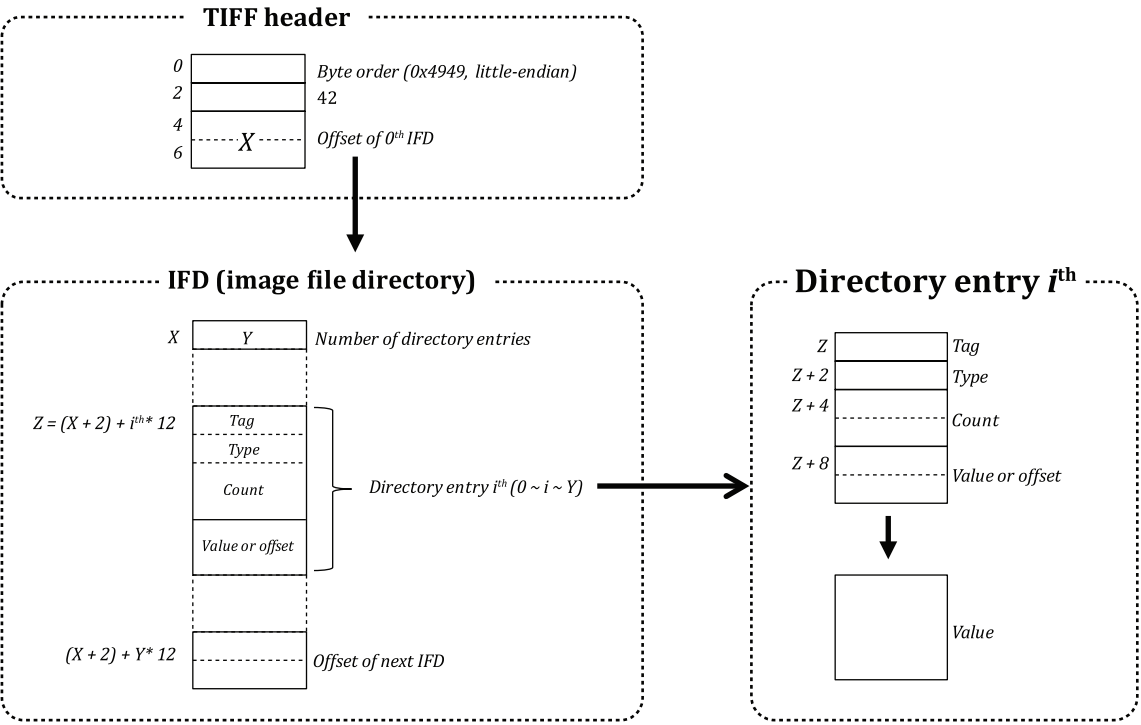 TIFF header
0
Byte order (0x4949, little-endian)
2
42
4
X
Offset of 0th IFD
6
IFD (image file directory)
X
Y
Number of directory entries
Z = (X + 2) + ith* 12
Tag
Type
Count
Value or offset
Directory entry ith (0 ~ i ~ Y)
(X + 2) + Y* 12
Offset of next IFD
Directory entry ith
Z
Tag
Z + 2
Type
Z + 4
Count
Z + 8
Value or offset
Value